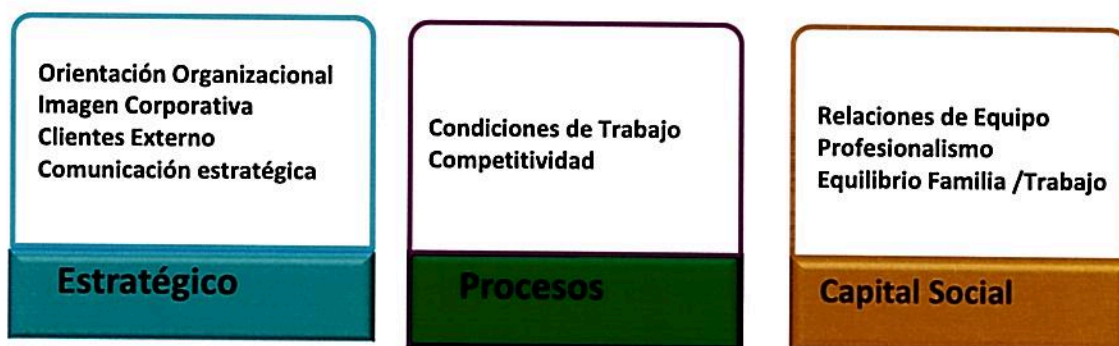 Orientación Organizacional
Imagen Corporativa
Clientes Externo
Comunicación estratégica
Estratégico
Condiciones de Trabajo
Competitividad
Procesos
Relaciones de Equipo
Profesionalismo
Equilibrio Familia /Trabajo
Capital Social